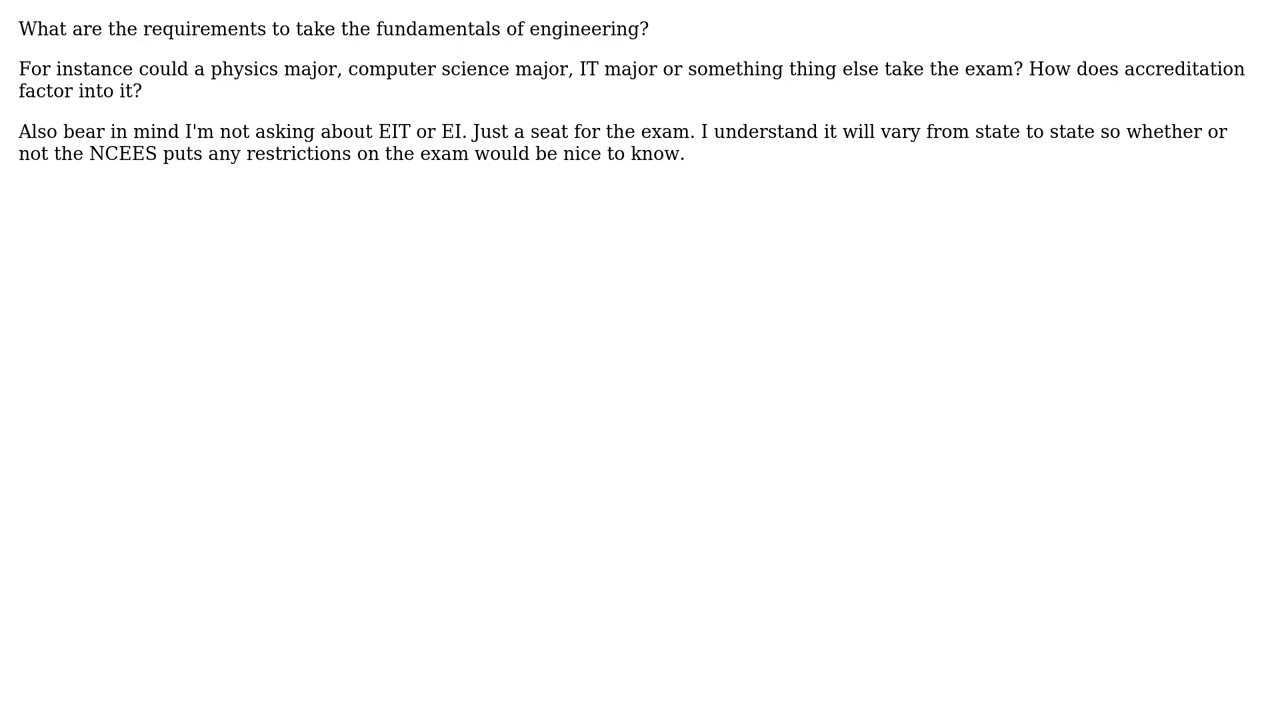 What are the requirements to take the fundamentals of engineering?
For instance could a physics major, computer science major, IT major or something thing else take the exam? How does accreditation
factor into it?
Also bear in mind I'm not asking about EIT or EI. Just a seat for the exam. I understand it will vary from state to state so whether or
not the NCEES puts any restrictions on the exam would be nice to know.